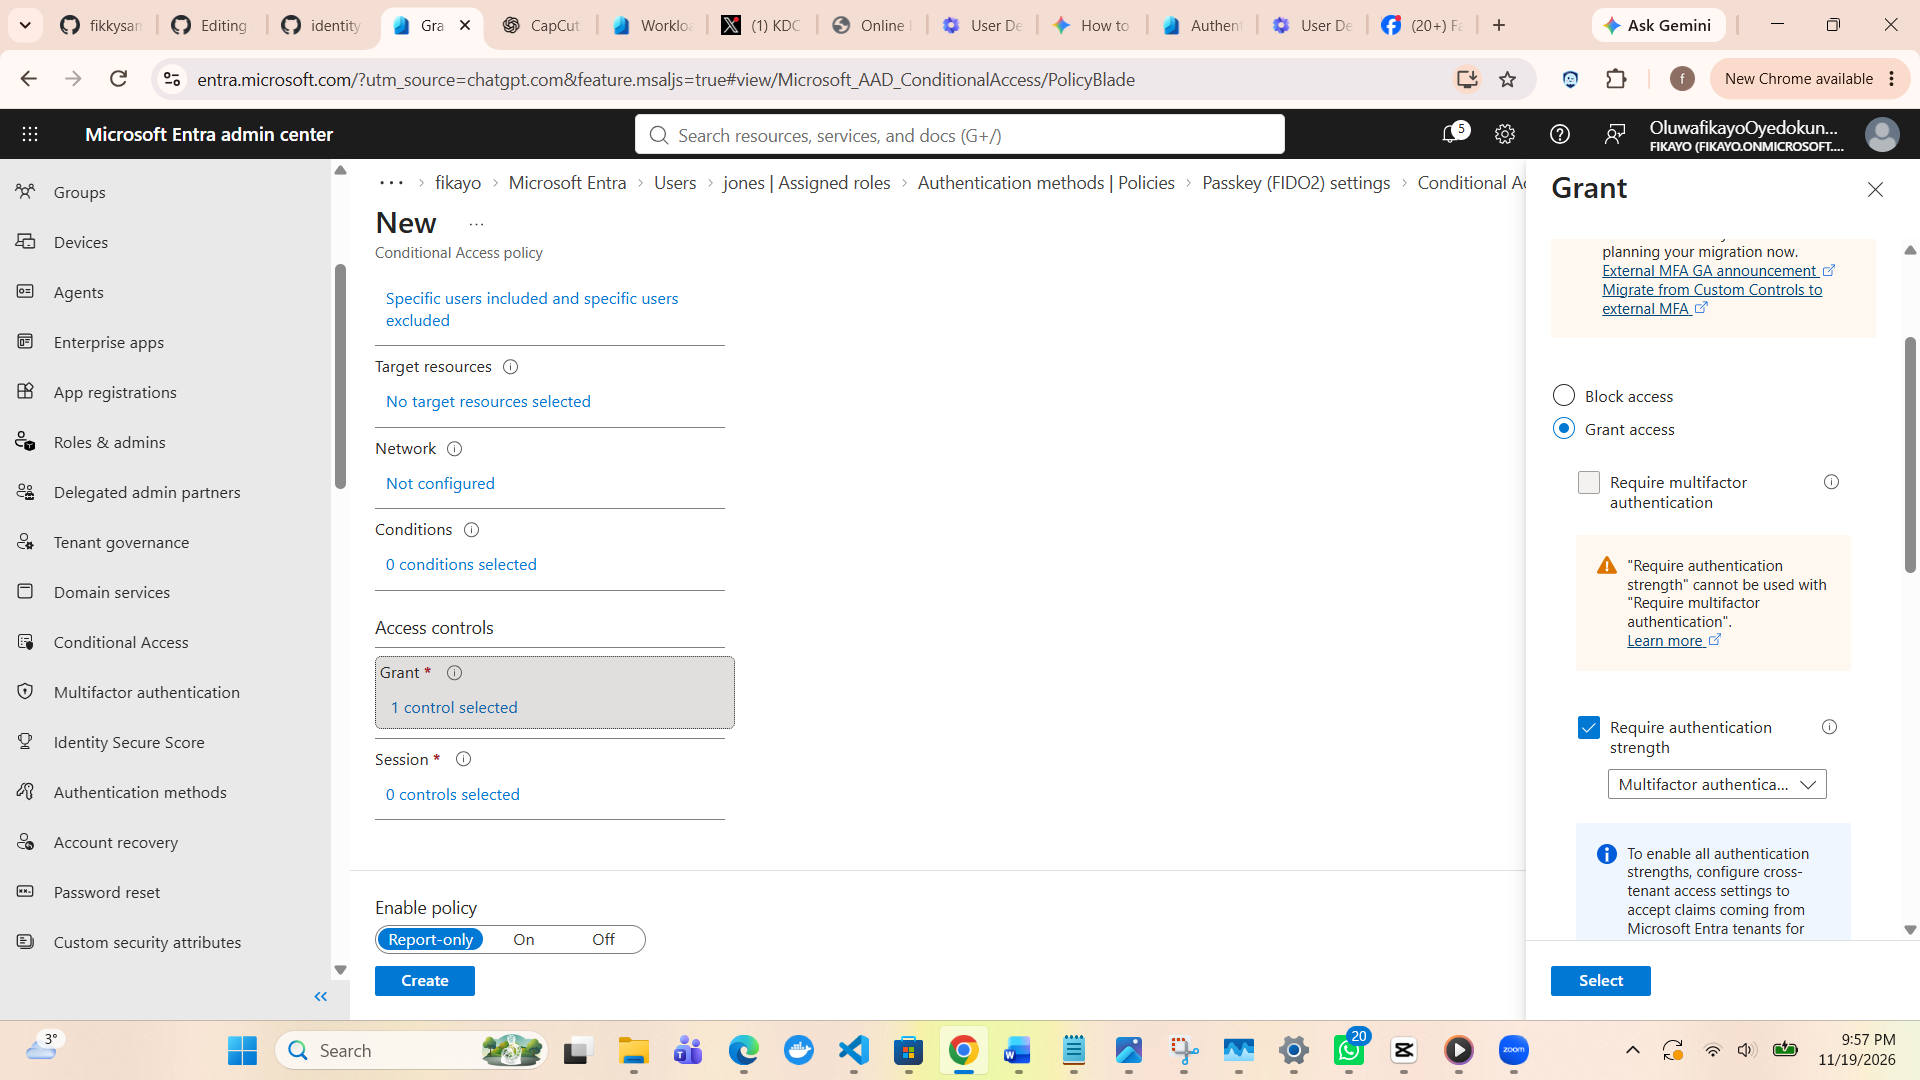 fikkysan
Editing
identity
Gra
CapCut
Worklo
(1) KDC
Online
User De
How to
Authent
User De
(20+) Fa
Ask Gemini
entra.microsoft.com/?utm_source=chatgpt.com&feature.msaljs=true#view/Microsoft_AAD_ConditionalAccess/PolicyBlade
f
New Chrome available
Microsoft Entra admin center
Search resources, services, and docs (G+/)
5
OluwafikayoOyedokun...
FIKAYO (FIKAYO.ONMICROSOFT....
Groups
Devices
Agents
Enterprise apps
App registrations
Roles & admins
Delegated admin partners
Tenant governance
Domain services
Conditional Access
Multifactor authentication
Identity Secure Score
Authentication methods
Account recovery
Password reset
Custom security attributes
... > fikayo > Microsoft Entra > Users > jones | Assigned roles > Authentication methods | Policies > Passkey (FIDO2) settings > Conditional Ac
New ...
Conditional Access policy
Specific users included and specific users
excluded
Target resources
No target resources selected
Network
Not configured
Conditions
0 conditions selected
Access controls
Grant *
1 control selected
Session *
0 controls selected
Enable policy
Report-only On Off
Create
Grant
planning your migration now.
External MFA GA announcement
Migrate from Custom Controls to
external MFA
Block access
Grant access
Require multifactor
authentication
"Require authentication
strength" cannot be used with
"Require multifactor
authentication".
Learn more
Require authentication
strength
Multifactor authentica...
To enable all authentication
strengths, configure cross-
tenant access settings to
accept claims coming from
Microsoft Entra tenants for
Select
3°
Search
20
zoom
9:57 PM
11/19/2026